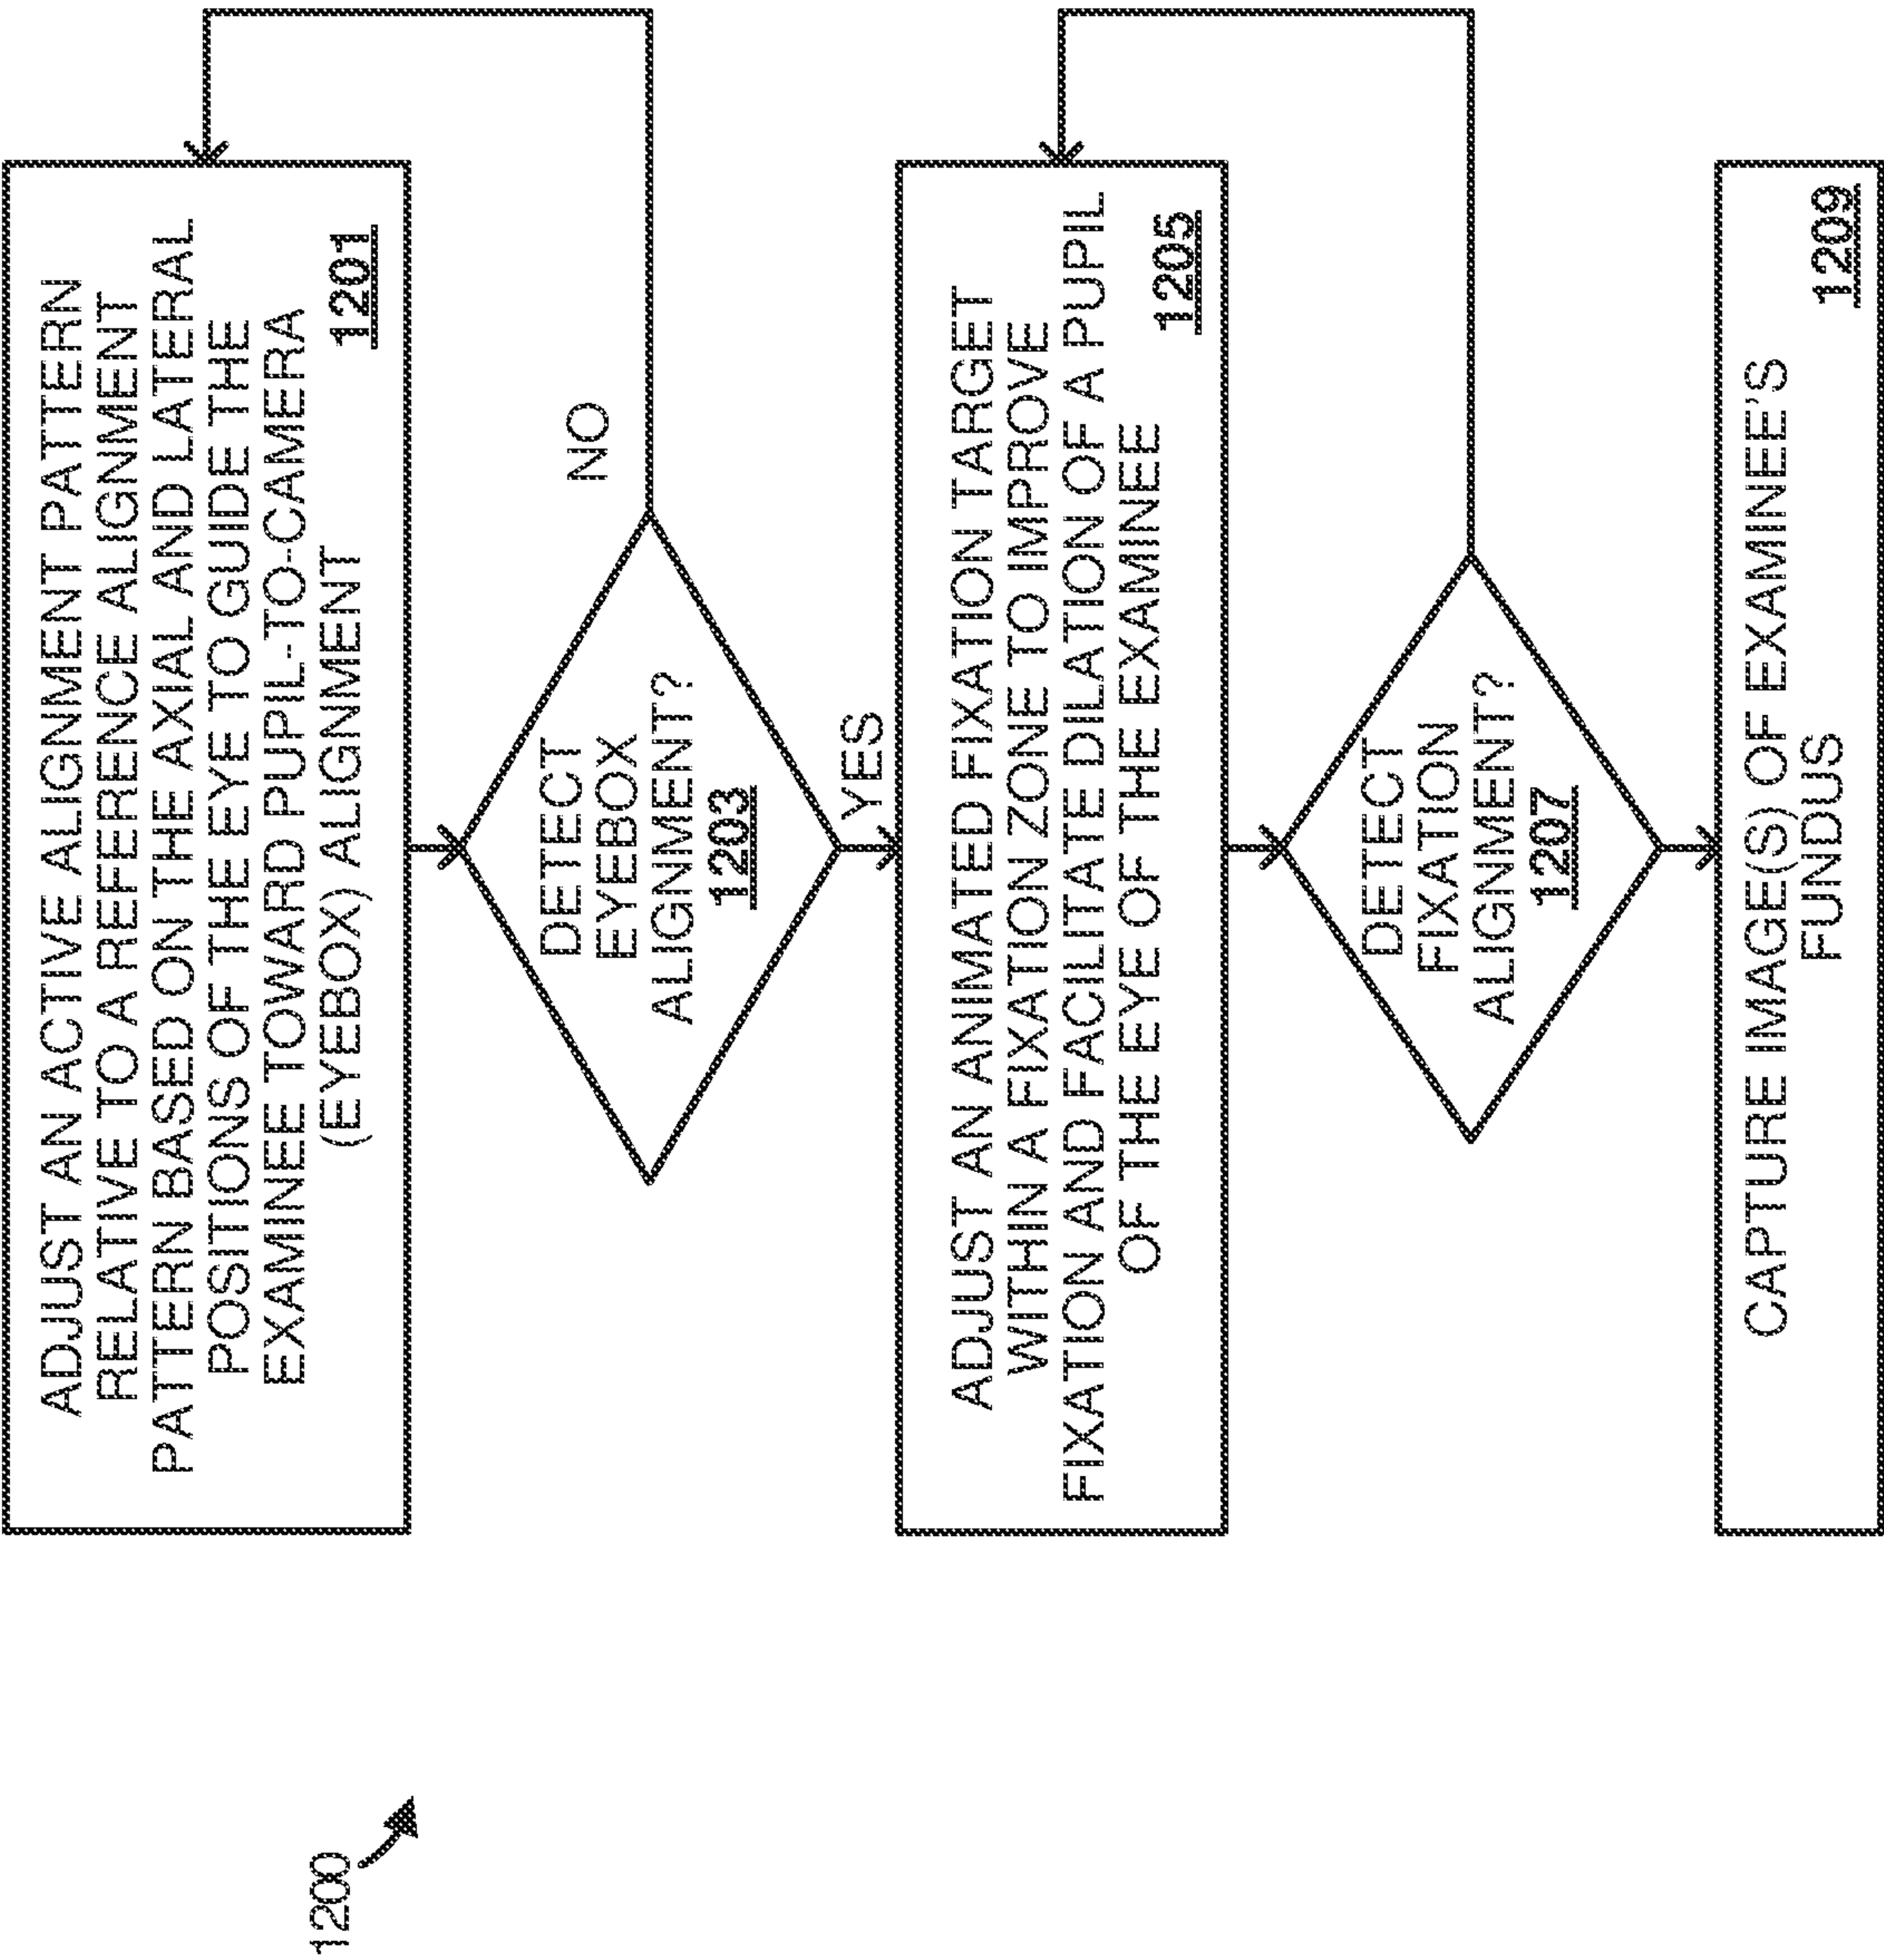 1200
ADJUST AN ACTIVE ALIGNMENT PATTERN
RELATIVE TO A REFERENCE ALIGNMENT
PATTERN BASED ON THE AXIAL AND LATERAL
POSITIONS OF THE EYE TO GUIDE THE
EXAMINEE TOWARD PUPIL-TO-CAMERA
(EYEBOX) ALIGNMENT
1201
DETECT
EYEBOX
ALIGNMENT?
1203
NO
YES
ADJUST AN ANIMATED FIXATION TARGET
WITHIN A FIXATION ZONE TO IMPROVE
FIXATION AND FACILITATE DILATION OF A PUPIL
OF THE EYE OF THE EXAMINEE
1205
DETECT
FIXATION
ALIGNMENT?
1207
CAPTURE IMAGE(S) OF EXAMINEE'S
FUNDUS
1209